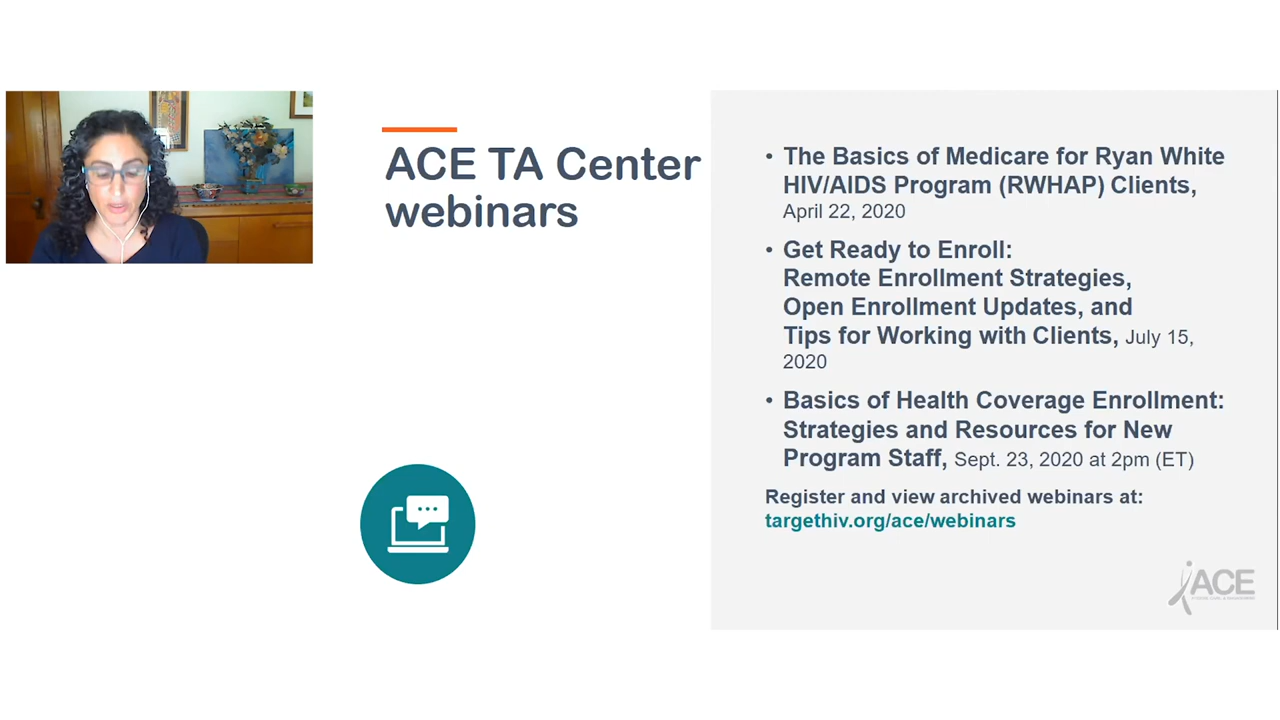 ACE TA Center
webinars
• The Basics of Medicare for Ryan White
HIV/AIDS Program (RWHAP) Clients,
April 22, 2020
• Get Ready to Enroll:
Remote Enrollment Strategies,
Open Enrollment Updates, and
Tips for Working with Clients, July 15,
2020
• Basics of Health Coverage Enrollment:
Strategies and Resources for New
Program Staff, Sept. 23, 2020 at 2pm (ET)
Register and view archived webinars at:
targethiv.org/ace/webinars
ACE